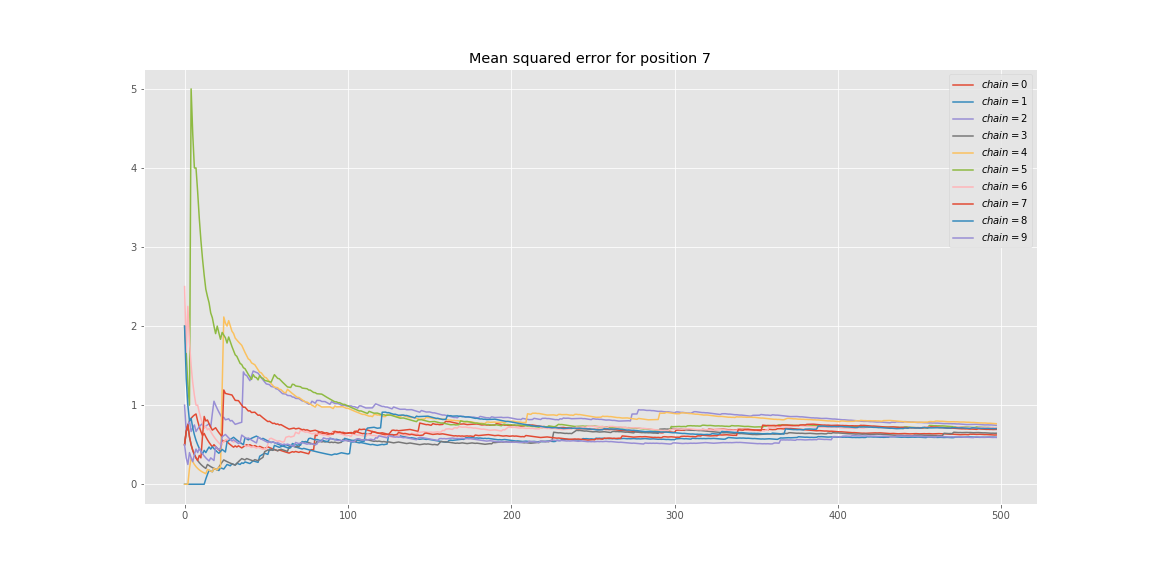 Mean squared error for position 7
5
4
3
2
1
0
0 100 200 300 400 500
chain = 0
chain = 1
chain = 2
chain = 3
chain = 4
chain = 5
chain = 6
chain = 7
chain = 8
chain = 9